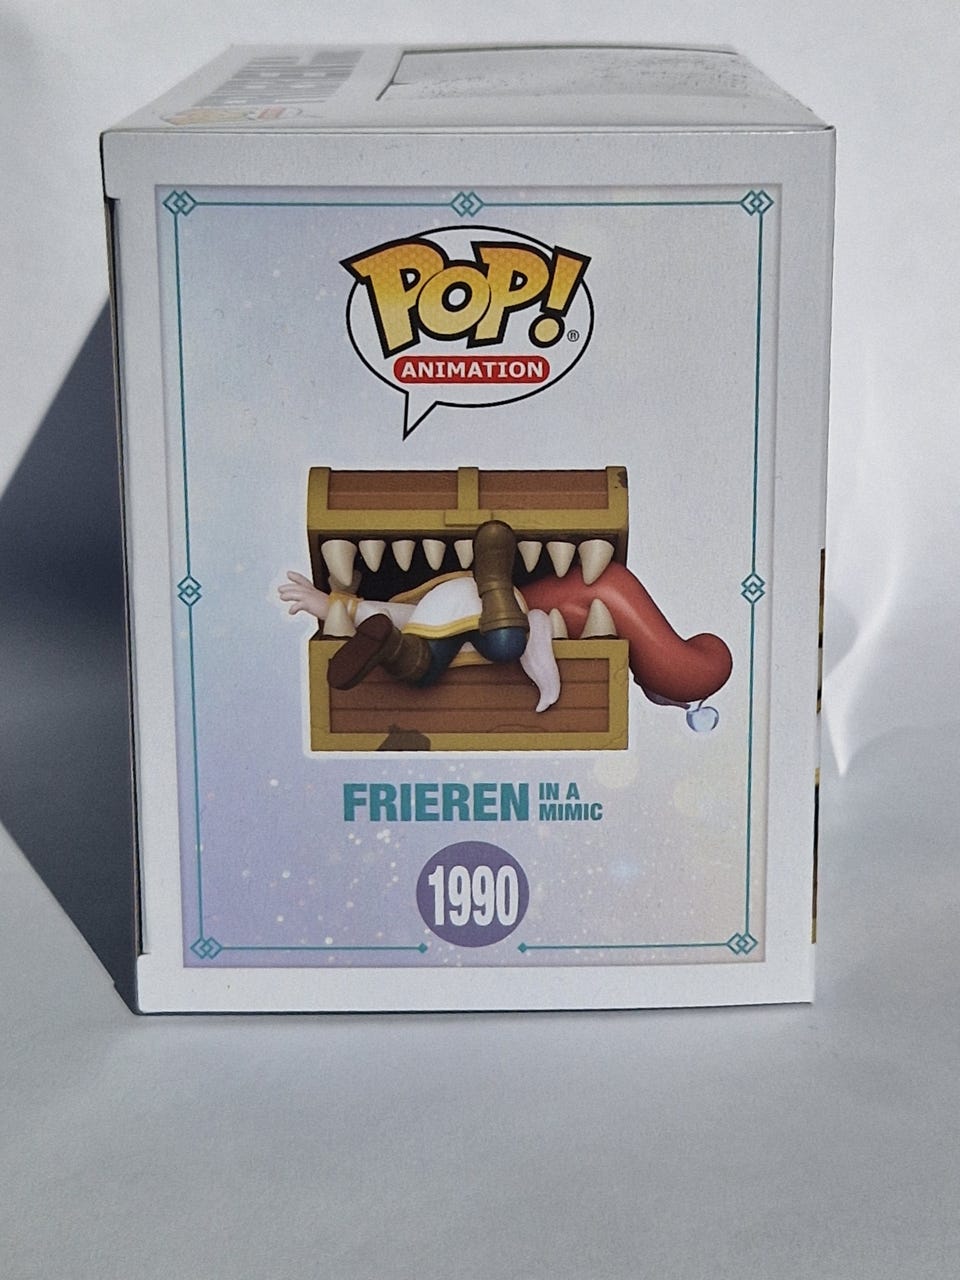 POP!®
ANIMATION
FRIEREN IN A
MIMIC
1990